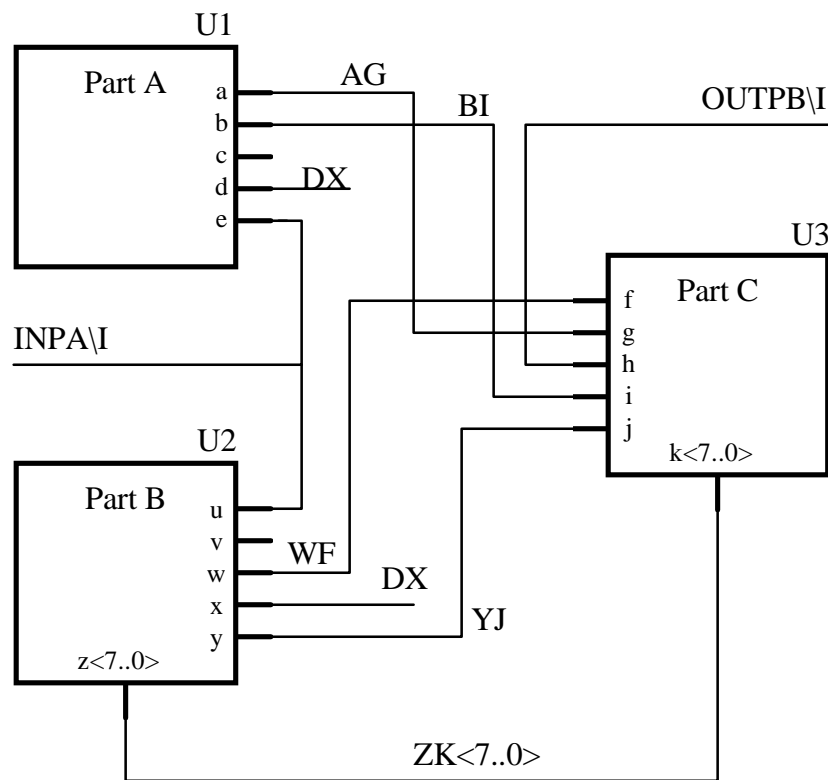 U1
Part A
a
b
c
d
e
AG
BI
DX
OUTPB\I
INPA\I
U3
Part C
f
g
h
i
j
k<7..0>
U2
Part B
u
v
w
x
y
z<7..0>
WF
DX
YJ
ZK<7..0>